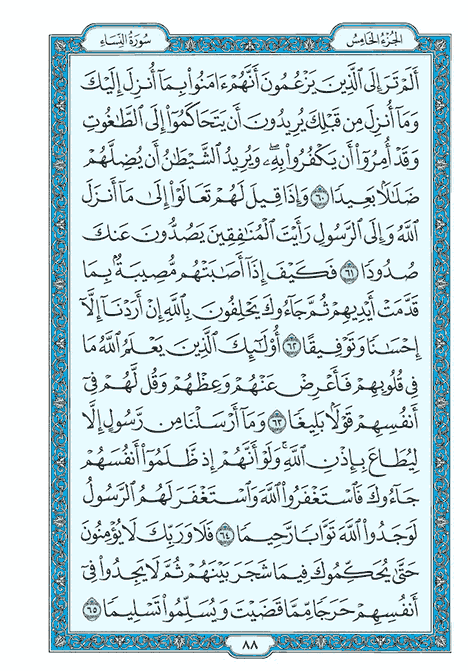 الجزء الخامس
سورة النساء
أَلَمْ تَرَ إِلَى ٱلَّذِينَ يَزْعُمُونَ أَنَّهُمْ ءَامَنُوا۟ بِمَآ أُنزِلَ إِلَيْكَ
وَمَآ أُنزِلَ مِن قَبْلِكَ يُرِيدُونَ أَن يَتَحَاكَمُوٓا۟ إِلَى ٱلطَّٰغُوتِ
وَقَدْ أُمِرُوٓا۟ أَن يَكْفُرُوا۟ بِهِۦۖ وَيُرِيدُ ٱلشَّيْطَٰنُ أَن يُضِلَّهُمْ
ضَلَٰلًۢا بَعِيدًا ٦٠ وَإِذَا قِيلَ لَهُمْ تَعَالَوْا۟ إِلَىٰ مَآ أَنزَلَ
ٱللَّهُ وَإِلَى ٱلرَّسُولِ رَأَيْتَ ٱلْمُنَٰفِقِينَ يَصُدُّونَ عَنكَ
صُدُودًا ٦١ فَكَيْفَ إِذَآ أَصَٰبَتْهُم مُّصِيبَةٌۢ بِمَا
قَدَّمَتْ أَيْدِيهِمْ ثُمَّ جَآءُوكَ يَحْلِفُونَ بِٱللَّهِ إِنْ أَرَدْنَآ إِلَّآ
إِحْسَٰنًا وَتَوْفِيقًا ٦٢ أُو۟لَٰٓئِكَ ٱلَّذِينَ يَعْلَمُ ٱللَّهُ مَا
فِى قُلُوبِهِمْ فَأَعْرِضْ عَنْهُمْ وَعِظْهُمْ وَقُل لَّهُمْ فِىٓ
أَنفُسِهِمْ قَوْلًۢا بَلِيغًا ٦٣ وَمَآ أَرْسَلْنَا مِن رَّسُولٍ إِلَّا
لِيُطَاعَ بِإِذْنِ ٱللَّهِۚ وَلَوْ أَنَّهُمْ إِذ ظَّلَمُوٓا۟ أَنفُسَهُمْ
جَآءُوكَ فَٱسْتَغْفَرُوا۟ ٱللَّهَ وَٱسْتَغْفَرَ لَهُمُ ٱلرَّسُولُ
لَوَجَدُوا۟ ٱللَّهَ تَوَّابًا رَّحِيمًا ٦٤ فَلَا وَرَبِّكَ لَا يُؤْمِنُونَ
حَتَّىٰ يُحَكِّمُوكَ فِيمَا شَجَرَ بَيْنَهُمْ ثُمَّ لَا يَجِدُوا۟ فِىٓ
أَنفُسِهِمْ حَرَجًا مِّمَّا قَضَيْتَ وَيُسَلِّمُوا۟ تَسْلِيمًا ٦٥
٨٨